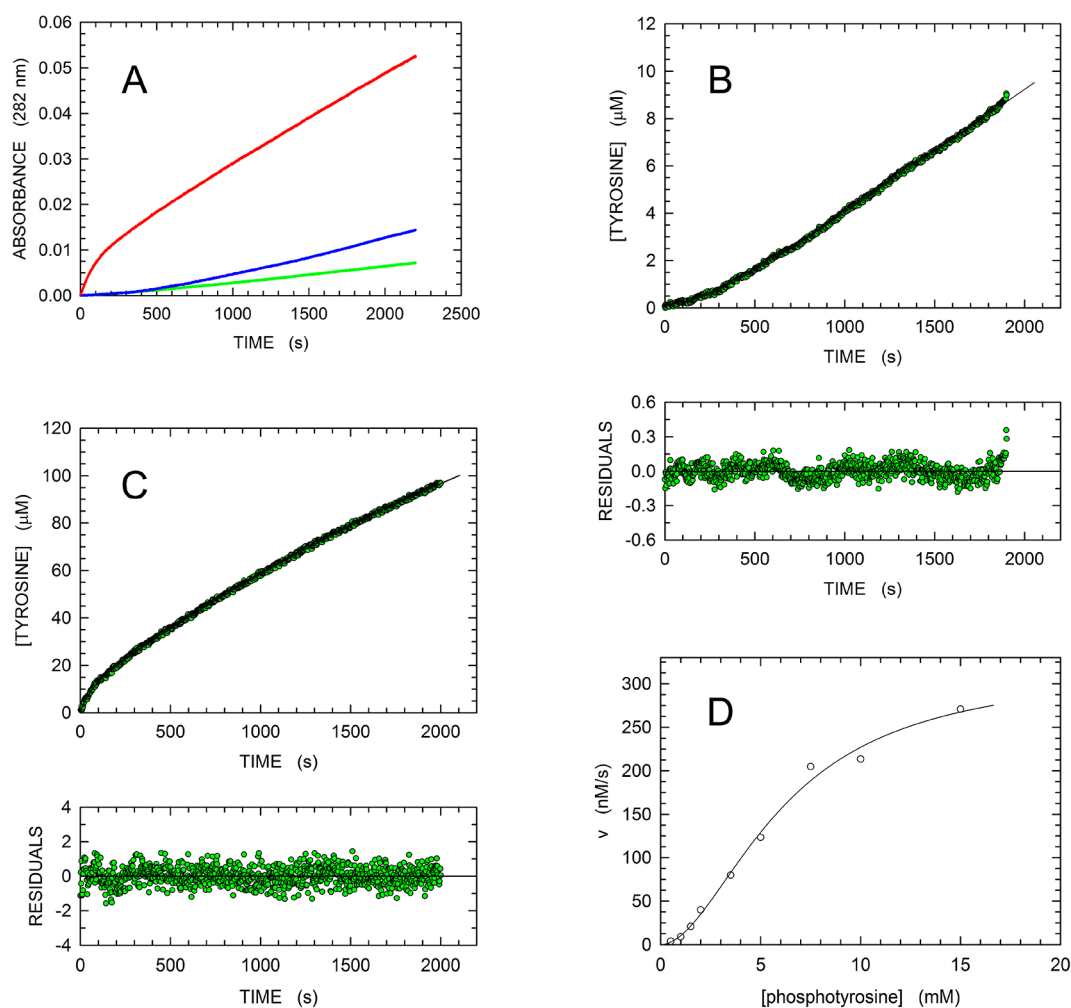 A
ABSORBANCE (282 nm)
0.06
0.05
0.04
0.03
0.02
0.01
0.00
0 500 1000 1500 2000 2500
TIME (s)
B
[TYROSINE] (μM)
12
10
8
6
4
2
0
0 500 1000 1500 2000
TIME (s)
RESIDUALS
0.6
0.3
0.0
-0.3
-0.6
0 500 1000 1500 2000
TIME (s)
C
[TYROSINE] (μM)
120
100
80
60
40
20
0
0 500 1000 1500 2000
TIME (s)
RESIDUALS
4
2
0
-2
-4
0 500 1000 1500 2000
TIME (s)
D
v (nM/s)
300
250
200
150
100
50
0
0 5 10 15 20
[phosphotyrosine] (mM)